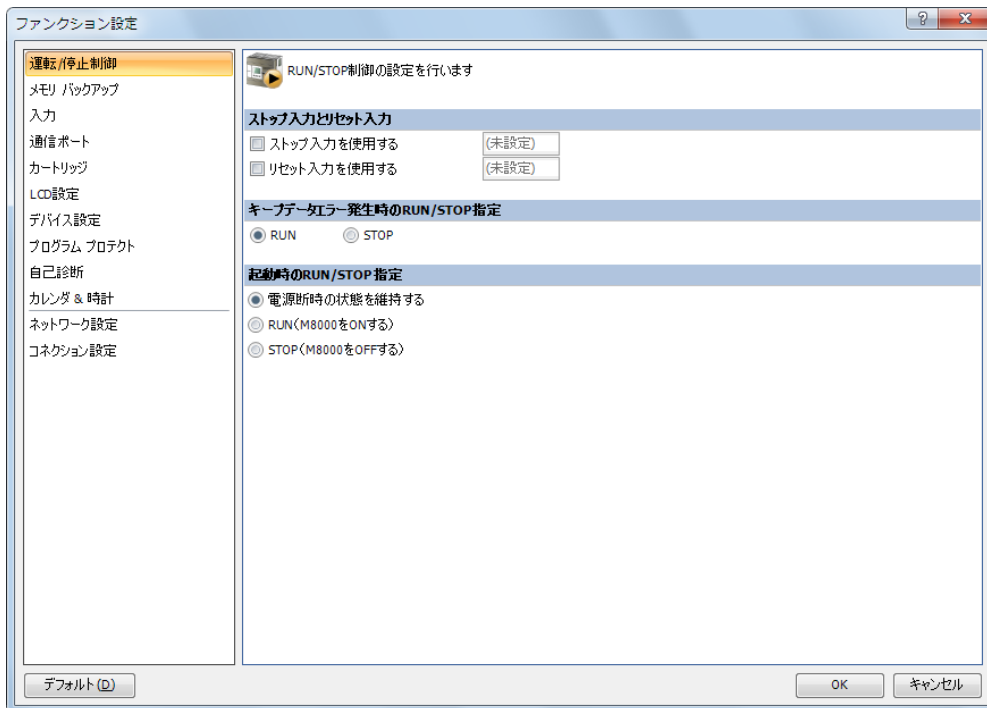 ファンクション設定
?
運転/停止制御
メモリ バックアップ
入力
通信ポート
カートリッジ
LCD設定
デバイス設定
プログラム プロテクト
自己診断
カレンダ & 時計
ネットワーク設定
コネクション設定
RUN/STOP制御の設定を行います
ストップ入力とリセット入力
ストップ入力を使用する (未設定)
リセット入力を使用する (未設定)
キープデータエラー発生時のRUN/STOP指定
RUN STOP
起動時のRUN/STOP指定
電源断時の状態を維持する
RUN(M8000をONする)
STOP(M8000をOFFする)
デフォルト(D) OK キャンセル